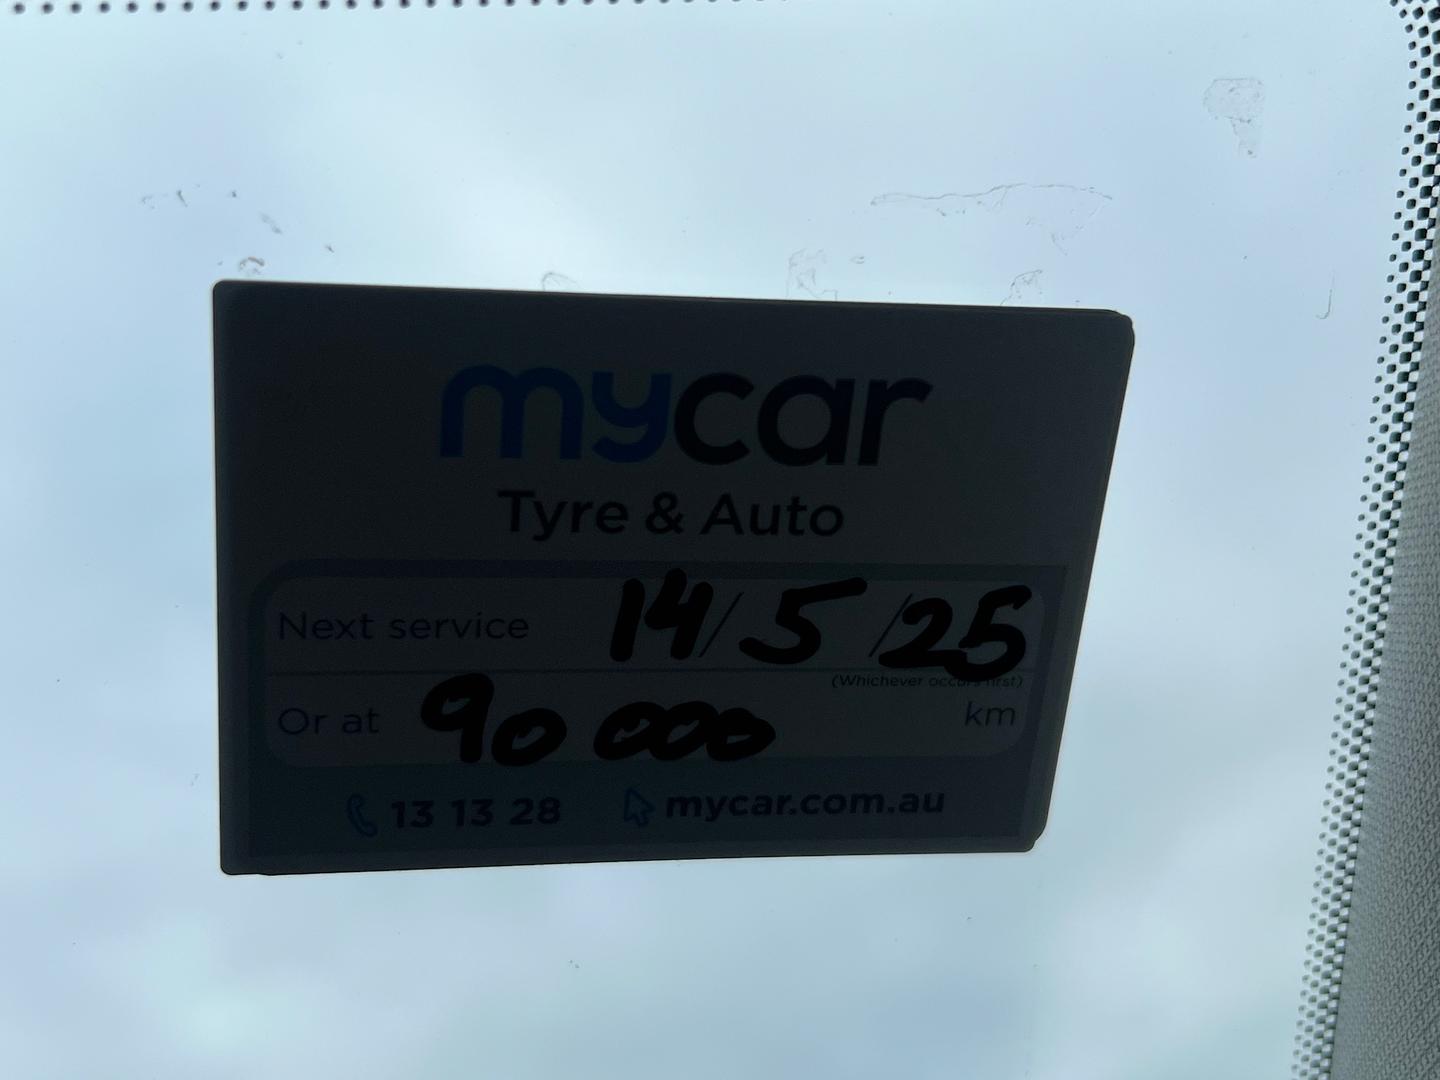 mycar
Tyre & Auto
Next service 14/5/25
(Whichever occurs first)
Or at 90 000 km
13 13 28 mycar.com.au